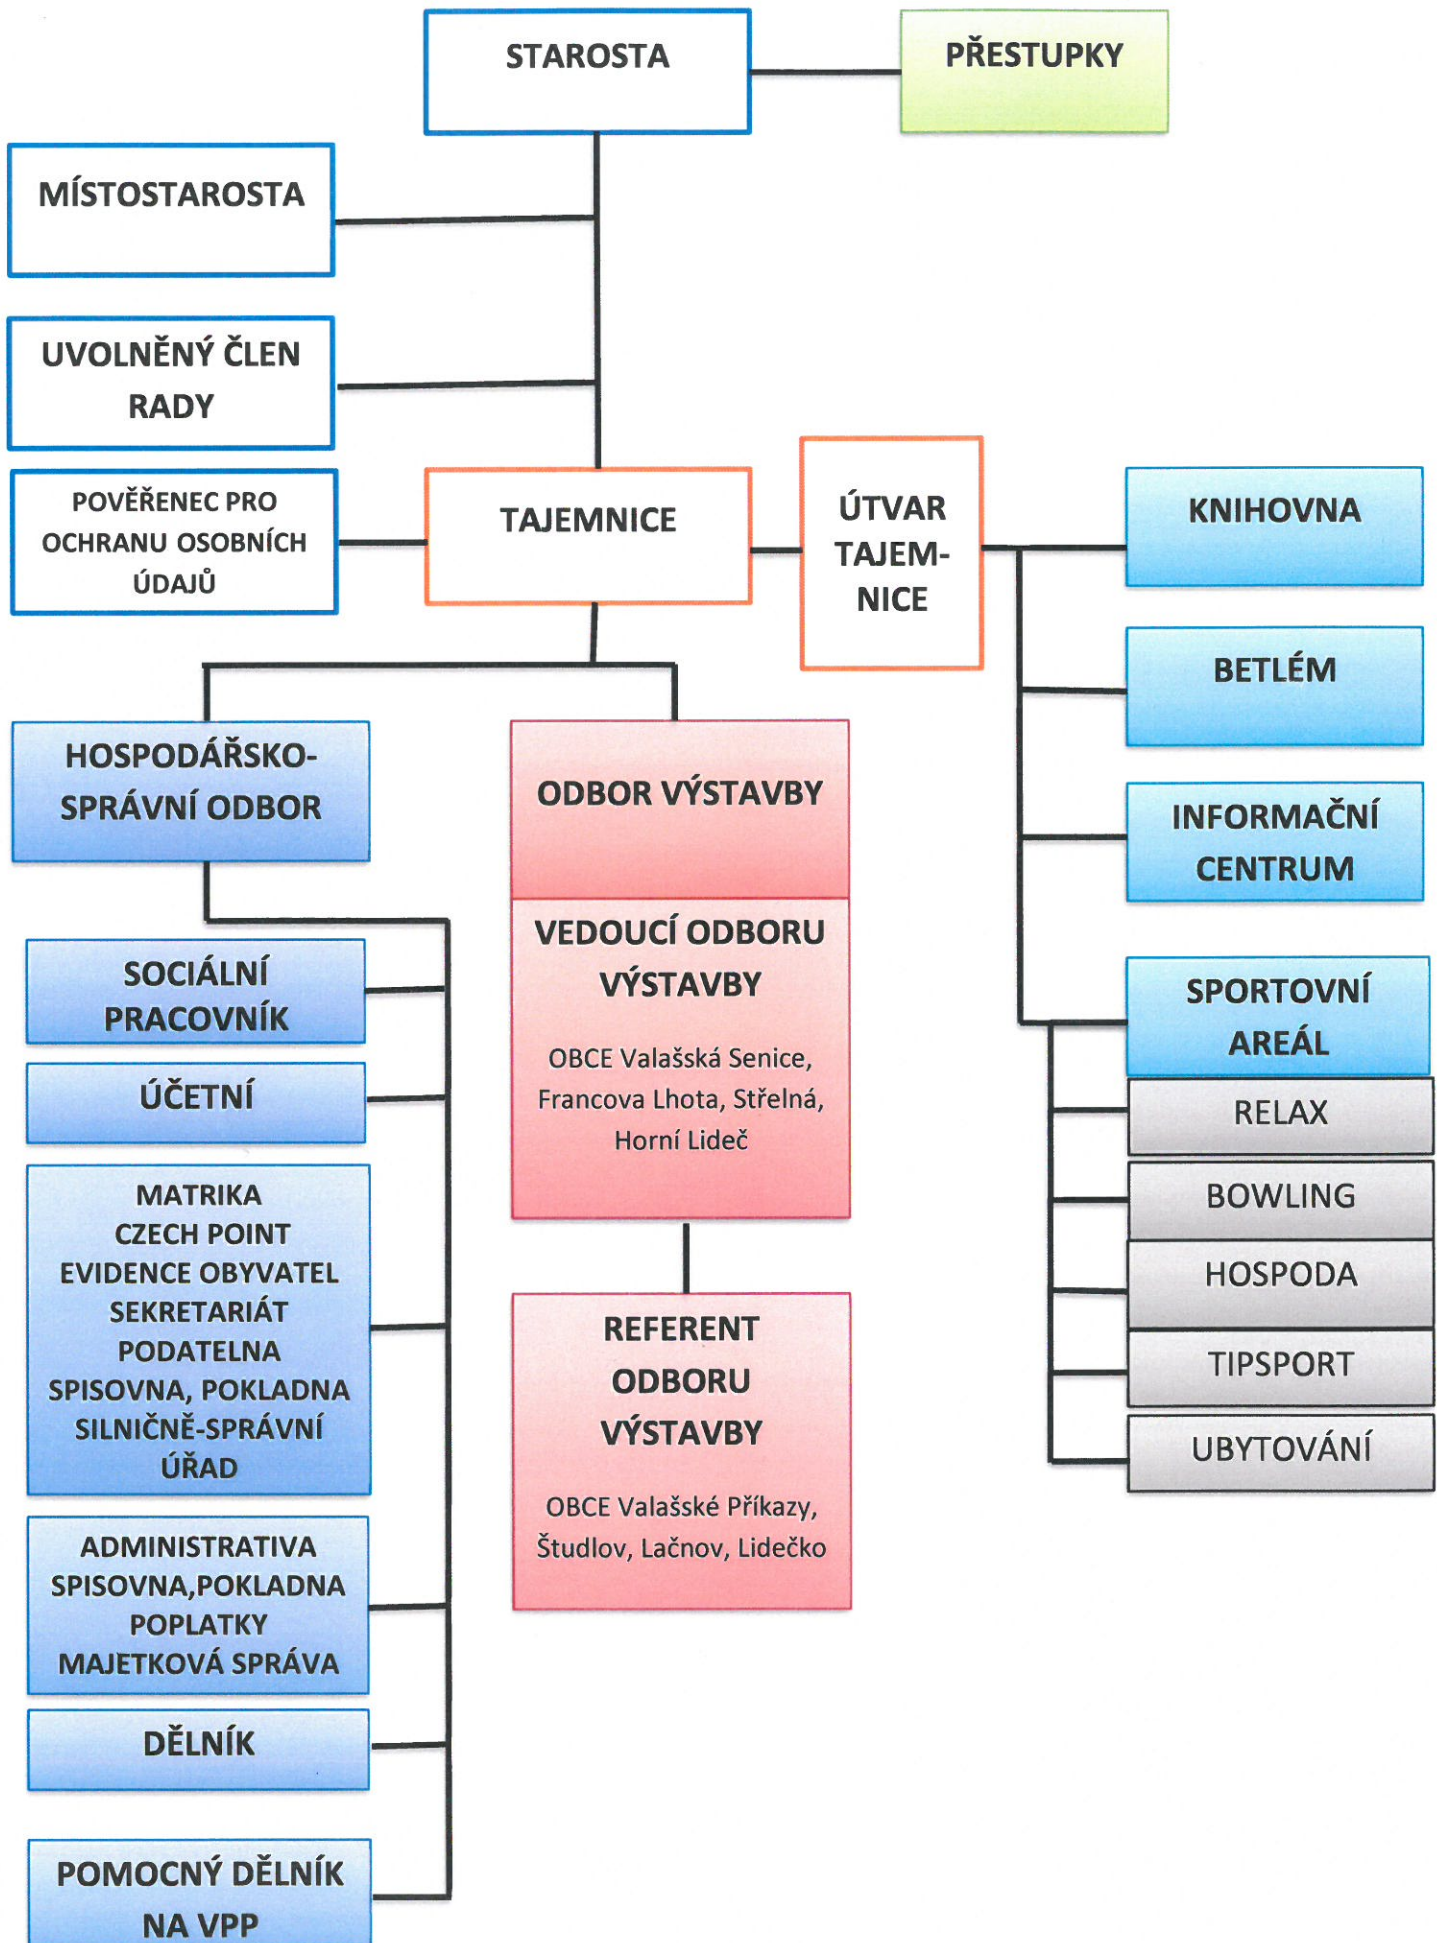 STAROSTA
PŘESTUPKY
MÍSTOSTAROSTA
UVOLNĚNÝ ČLEN
RADY
POVĚŘENEC PRO
OCHRANU OSOBNÍCH
ÚDAJŮ
TAJEMNICE
ÚTVAR
TAJEM-
NICE
KNIHOVNA
BETLÉM
INFORMAČNÍ
CENTRUM
SPORTOVNÍ
AREÁL
RELAX
BOWLING
HOSPODA
TIPSPORT
UBYTOVÁNÍ
HOSPODÁŘSKO-
SPRÁVNÍ ODBOR
SOCIÁLNÍ
PRACOVNÍK
ÚČETNÍ
MATRIKA
CZECH POINT
EVIDENCE OBYVATEL
SEKRETARIÁT
PODATELNA
SPISOVNA, POKLADNA
SILNIČNĚ-SPRÁVNÍ
ÚŘAD
ADMINISTRATIVA
SPISOVNA,POKLADNA
POPLATKY
MAJETKOVÁ SPRÁVA
DĚLNÍK
POMOCNÝ DĚLNÍK
NA VPP
ODBOR VÝSTAVBY
VEDOUCÍ ODBORU
VÝSTAVBY
OBCE Valašská Senice,
Francova Lhota, Střelná,
Horní Lideč
REFERENT
ODBORU
VÝSTAVBY
OBCE Valašské Příkazy,
Študlov, Lačnov, Lidečko